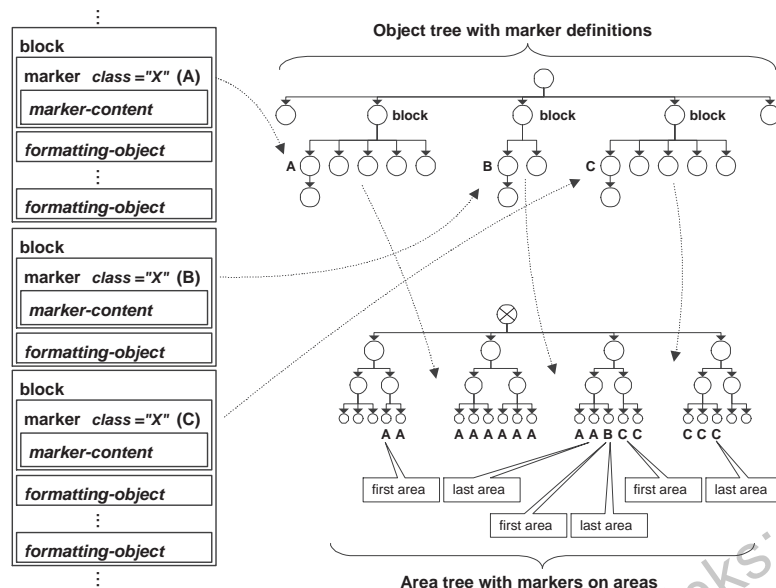 ⋮
block
marker class ="X" (A)
marker-content
formatting-object
⋮
formatting-object
block
marker class ="X" (B)
marker-content
formatting-object
block
marker class ="X" (C)
marker-content
formatting-object
⋮
formatting-object
⋮
Object tree with marker definitions
block block block
A B C
A A A A A A A A A A B C C C C C
first area last area first area last area
first area last area
Area tree with markers on areas